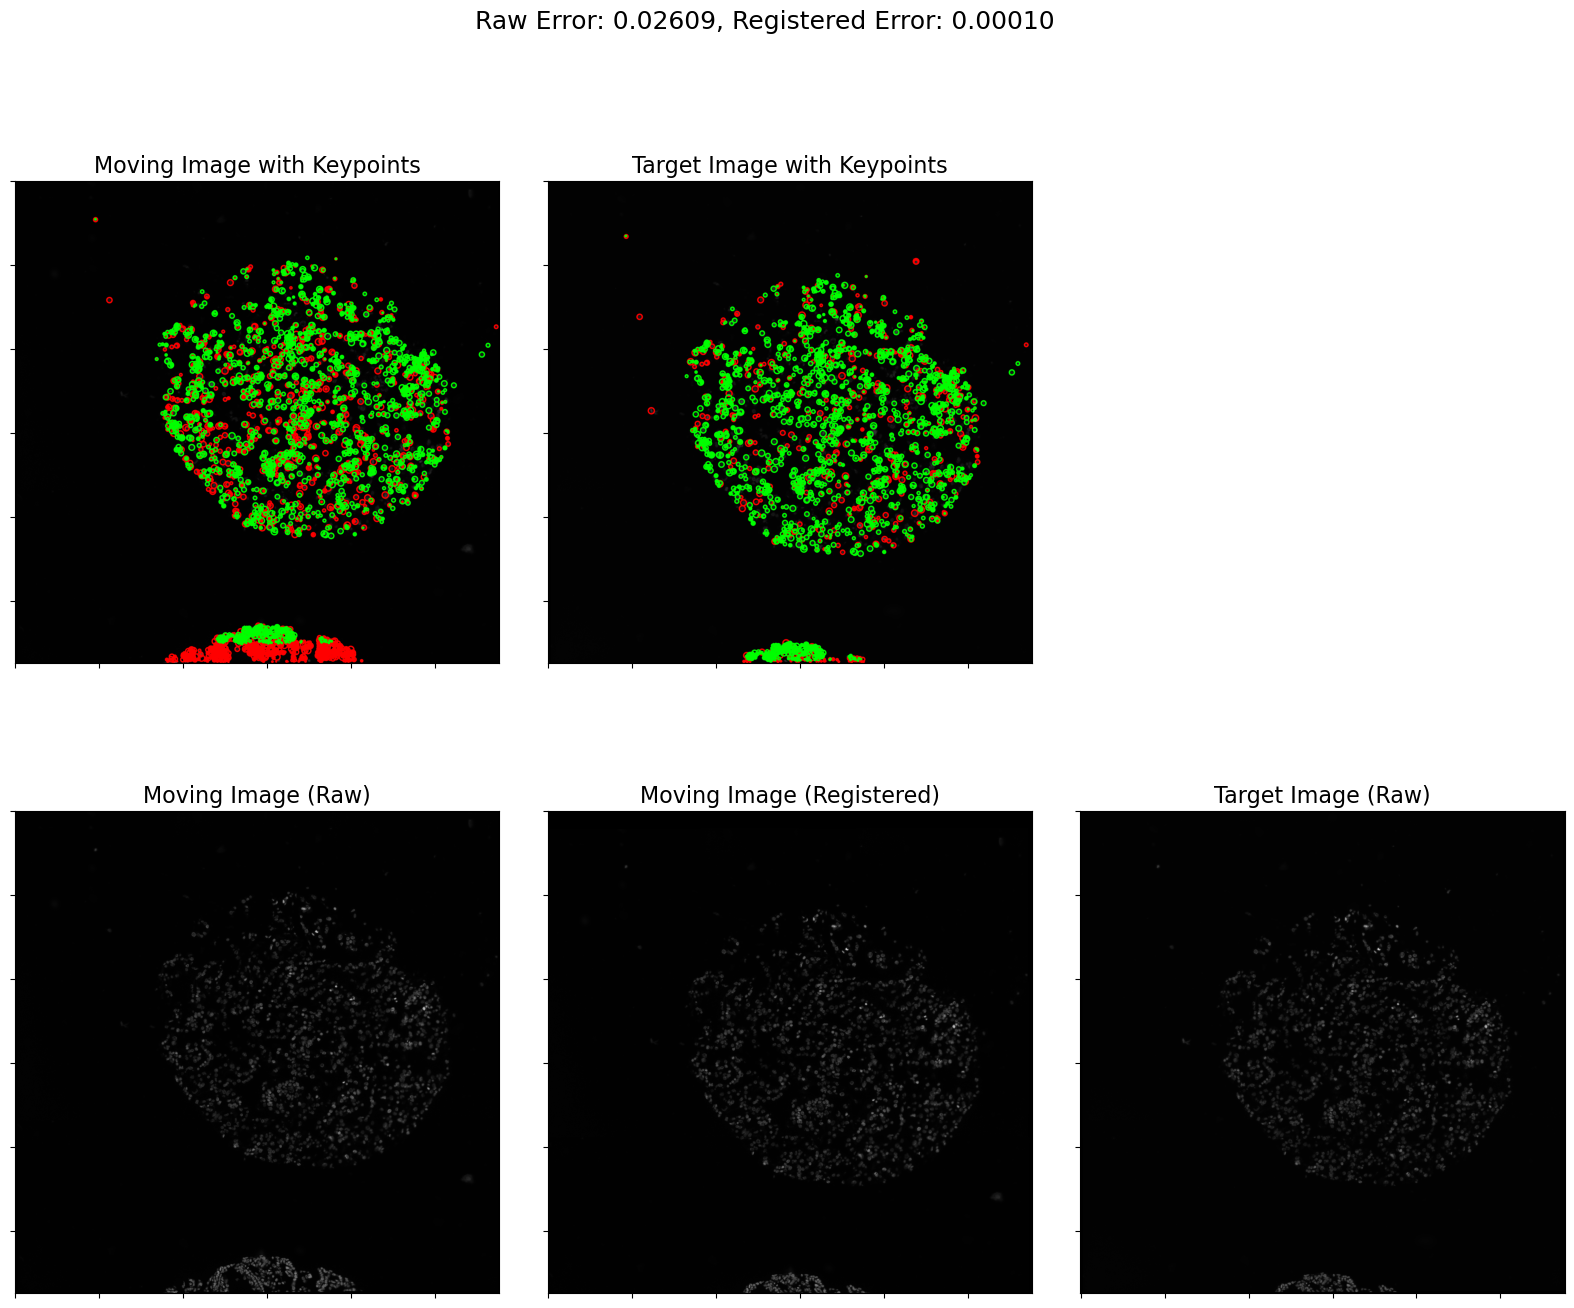 Raw Error: 0.02609, Registered Error: 0.00010
Moving Image with Keypoints
Target Image with Keypoints
Moving Image (Raw)
Moving Image (Registered)
Target Image (Raw)